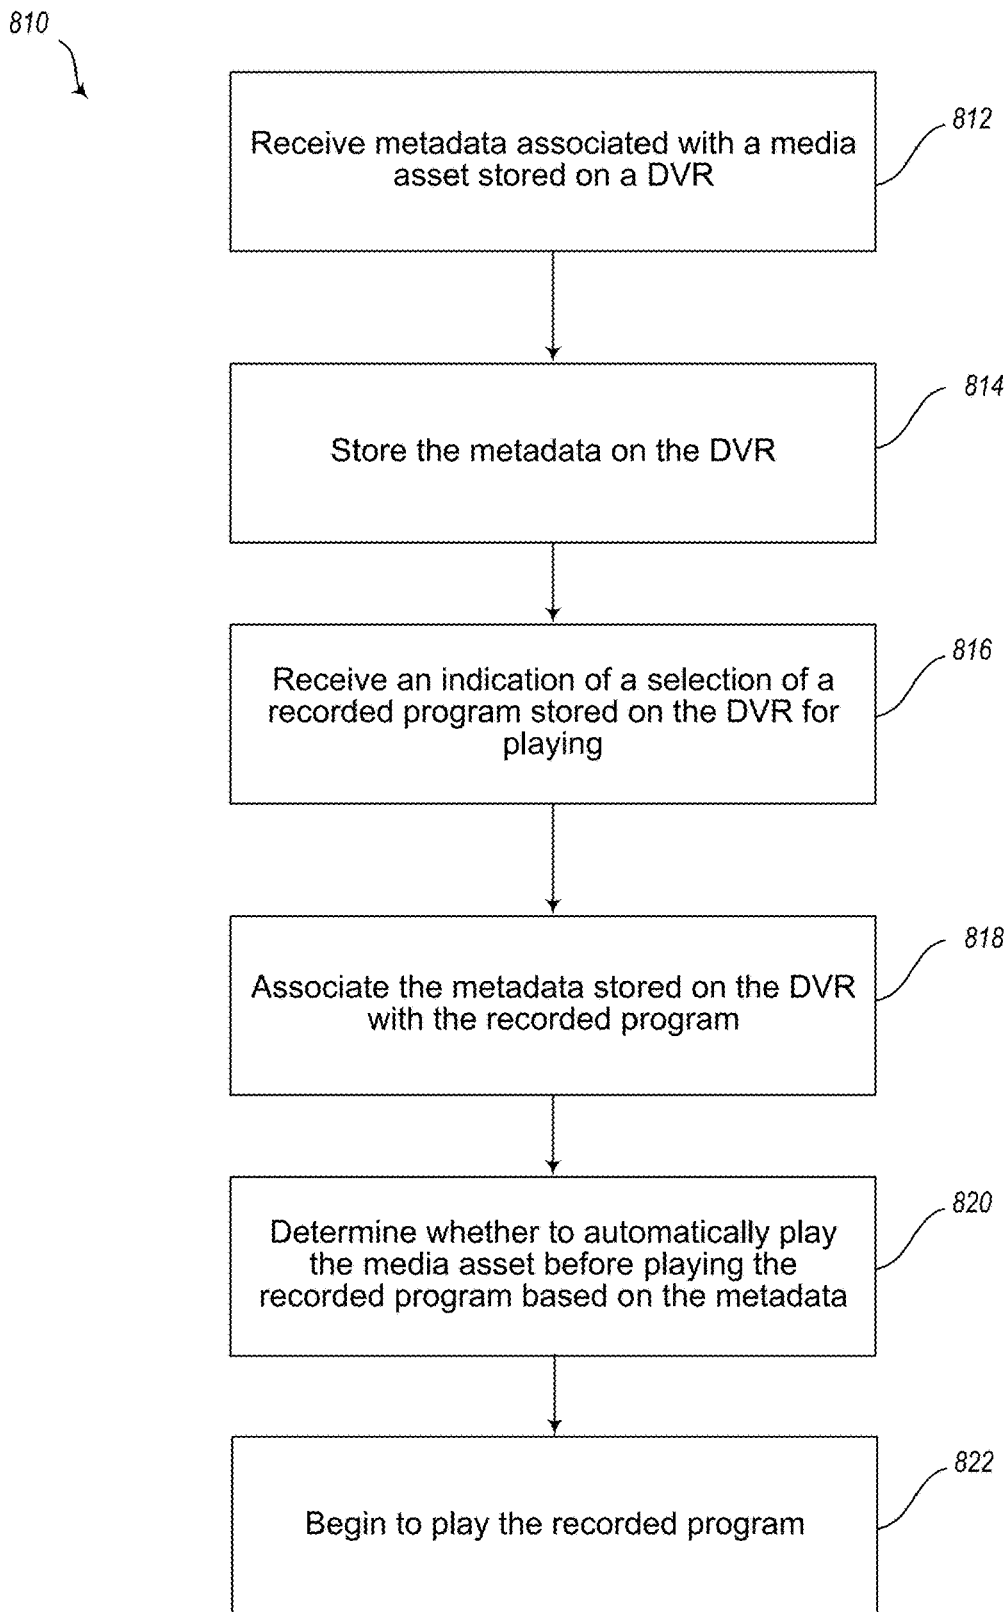 810
Receive metadata associated with a media
asset stored on a DVR
812
Store the metadata on the DVR
814
Receive an indication of a selection of a
recorded program stored on the DVR for
playing
816
Associate the metadata stored on the DVR
with the recorded program
818
Determine whether to automatically play
the media asset before playing the
recorded program based on the metadata
820
Begin to play the recorded program
822